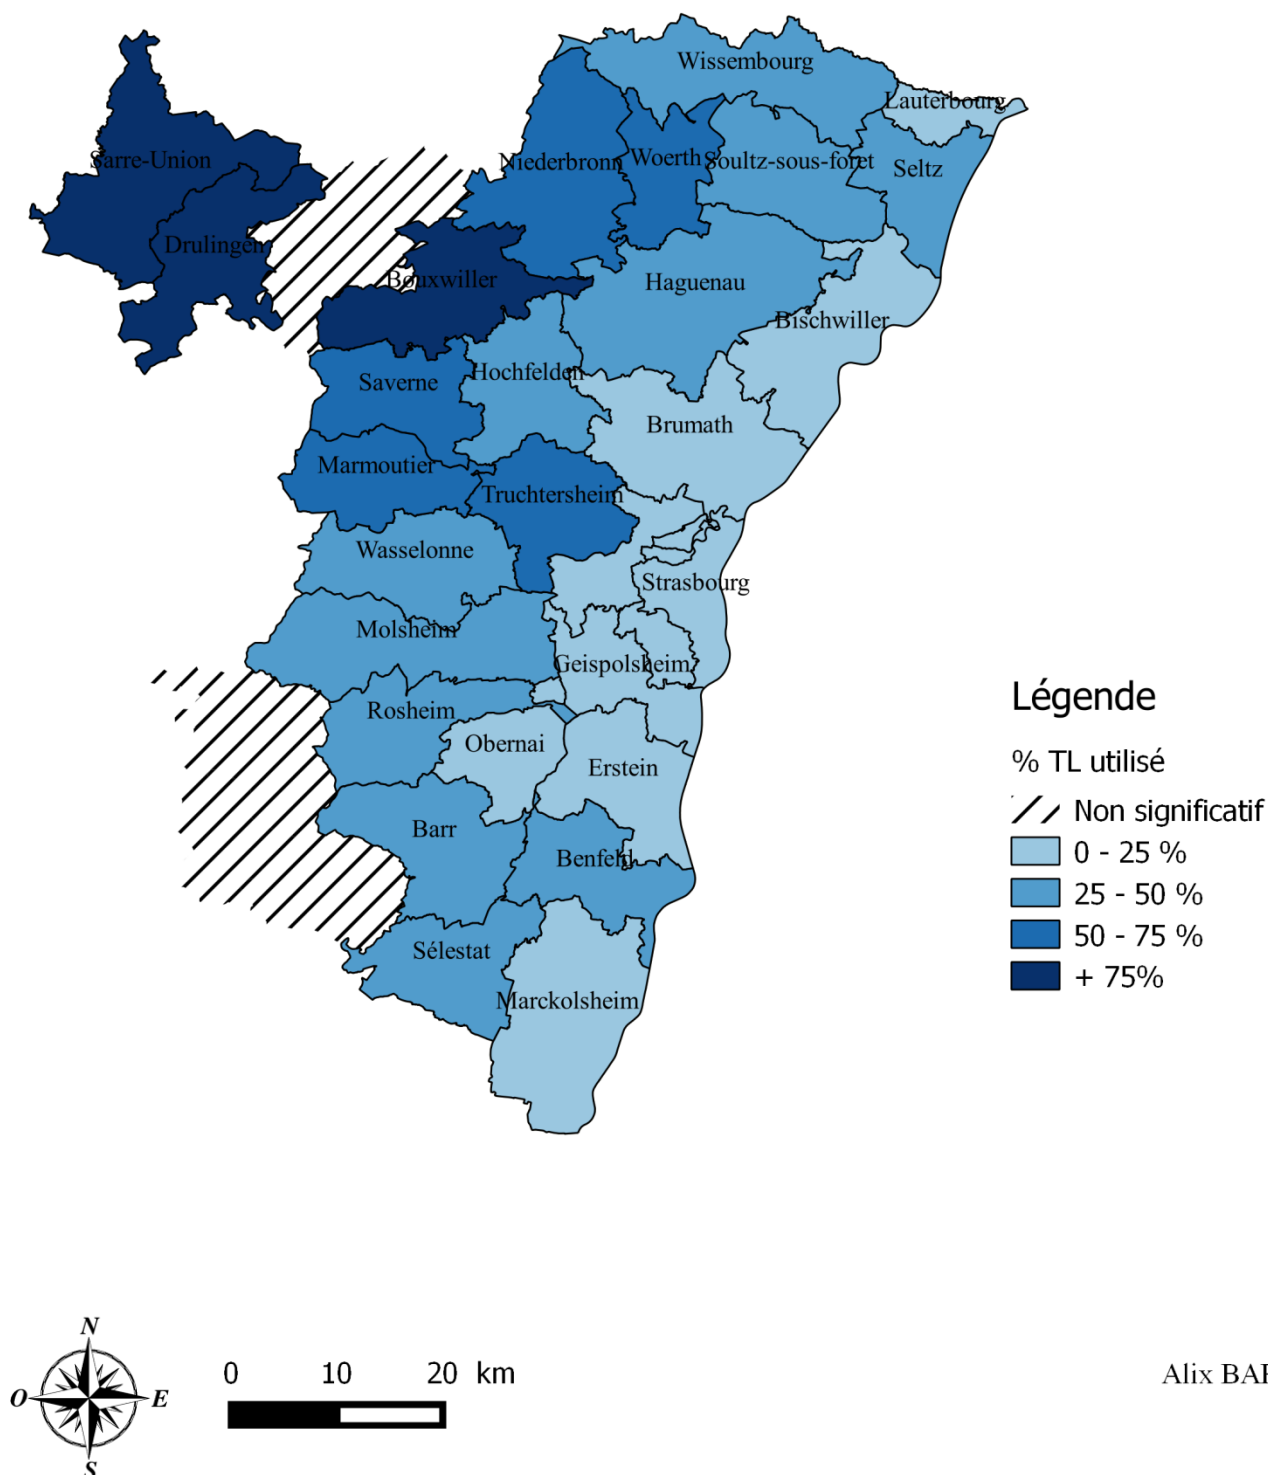 Wissembourg
Lauterbourg
Sarre-Union
Niederbronn
Woerth
Soultz-sous-foret
Seltz
Drulingen
Bouxwiller
Haguenau
Bischwiller
Hochfelden
Saverne
Brumath
Marmoutier
Truchtersheim
Wasselonne
Strasbourg
Molsheim
Geispolsheim
Rosheim
Obernai
Erstein
Barr
Benfeld
Sélestat
Marckolsheim
Légende
% TL utilisé
Non significatif
0 - 25 %
25 - 50 %
50 - 75 %
+ 75%
N
O
E
S
0 10 20 km
Alix